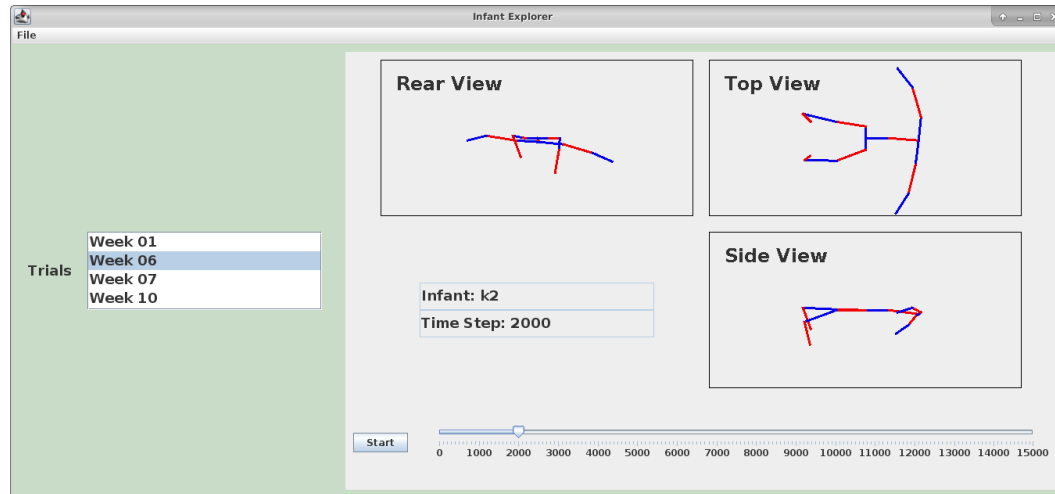 Infant Explorer
File
Rear View
Top View
Trials
Week 01
Week 06
Week 07
Week 10
Side View
Infant: k2
Time Step: 2000
Start
0 1000 2000 3000 4000 5000 6000 7000 8000 9000 10000 11000 12000 13000 14000 15000